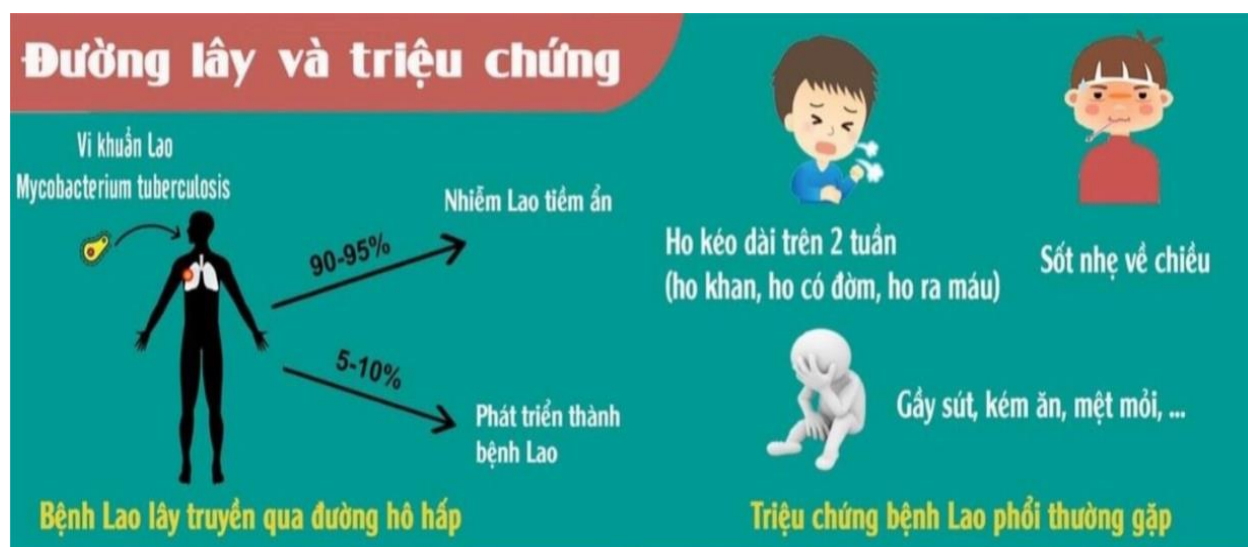 Đường lây và triệu chứng
Vi khuẩn Lao
Mycobacterium tuberculosis
90-95%
Nhiễm Lao tiềm ẩn
5-10%
Phát triển thành
bệnh Lao
Bệnh Lao lây truyền qua đường hô hấp
Ho kéo dài trên 2 tuần
(ho khan, ho có đờm, ho ra máu)
Sốt nhẹ về chiều
Gầy sút, kém ăn, mệt mỏi, ...
Triệu chứng bệnh Lao phổi thường gặp